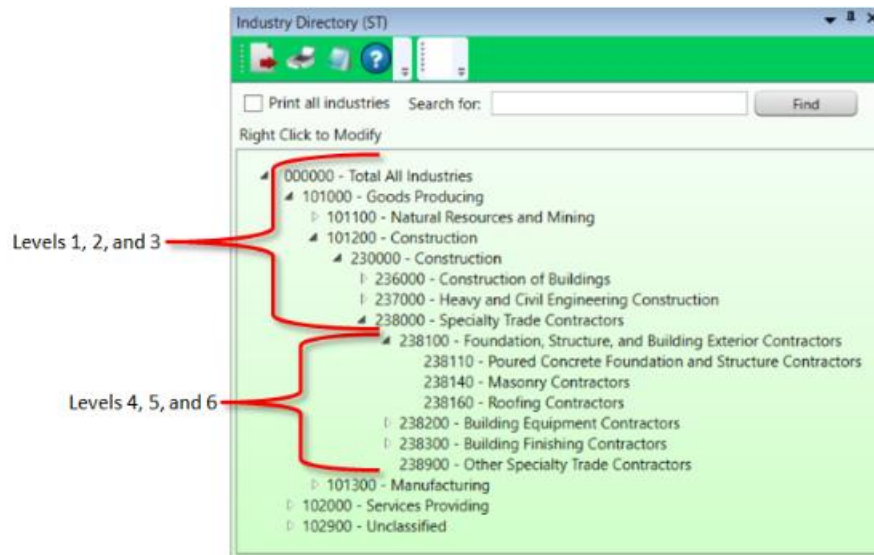 Industry Directory (ST)
Print all industries Search for: Find
Right Click to Modify
000000 - Total All Industries
101000 - Goods Producing
101100 - Natural Resources and Mining
Levels 1, 2, and 3
101200 - Construction
230000 - Construction
236000 - Construction of Buildings
237000 - Heavy and Civil Engineering Construction
238000 - Specialty Trade Contractors
238100 - Foundation, Structure, and Building Exterior Contractors
238110 - Poured Concrete Foundation and Structure Contractors
238140 - Masonry Contractors
Levels 4, 5, and 6
238160 - Roofing Contractors
238200 - Building Equipment Contractors
238300 - Building Finishing Contractors
238900 - Other Specialty Trade Contractors
101300 - Manufacturing
102000 - Services Providing
102900 - Unclassified